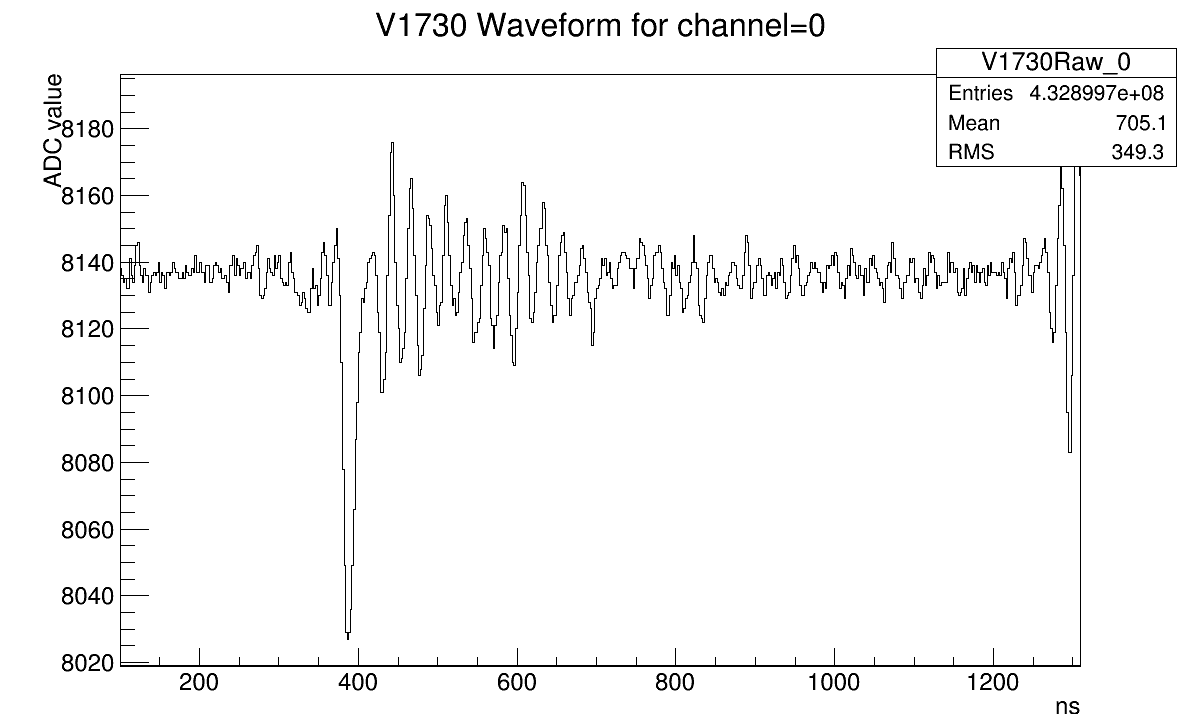 V1730 Waveform for channel=0
V1730Raw_0
Entries 4.328997e+08
Mean 705.1
RMS 349.3
ADC value
8180
8160
8140
8120
8100
8080
8060
8040
8020
200 400 600 800 1000 1200
ns